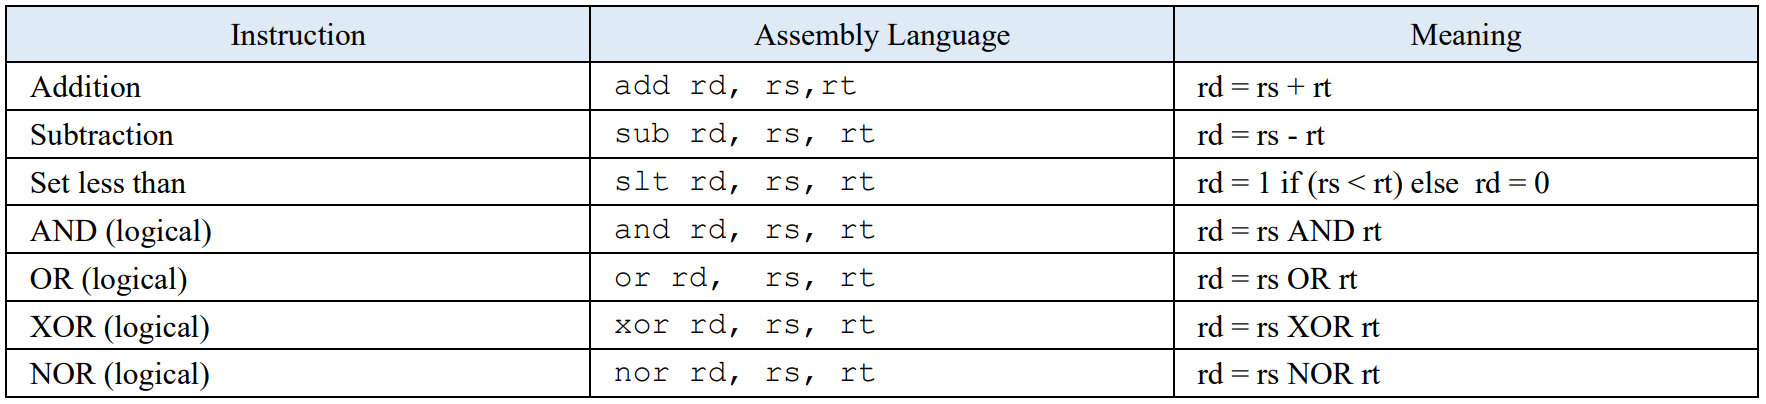 Instruction Assembly Language Meaning
Addition add rd, rs,rt rd = rs + rt
Subtraction sub rd, rs, rt rd = rs - rt
Set less than slt rd, rs, rt rd = 1 if (rs < rt) else rd = 0
AND (logical) and rd, rs, rt rd = rs AND rt
OR (logical) or rd, rs, rt rd = rs OR rt
XOR (logical) xor rd, rs, rt rd = rs XOR rt
NOR (logical) nor rd, rs, rt rd = rs NOR rt